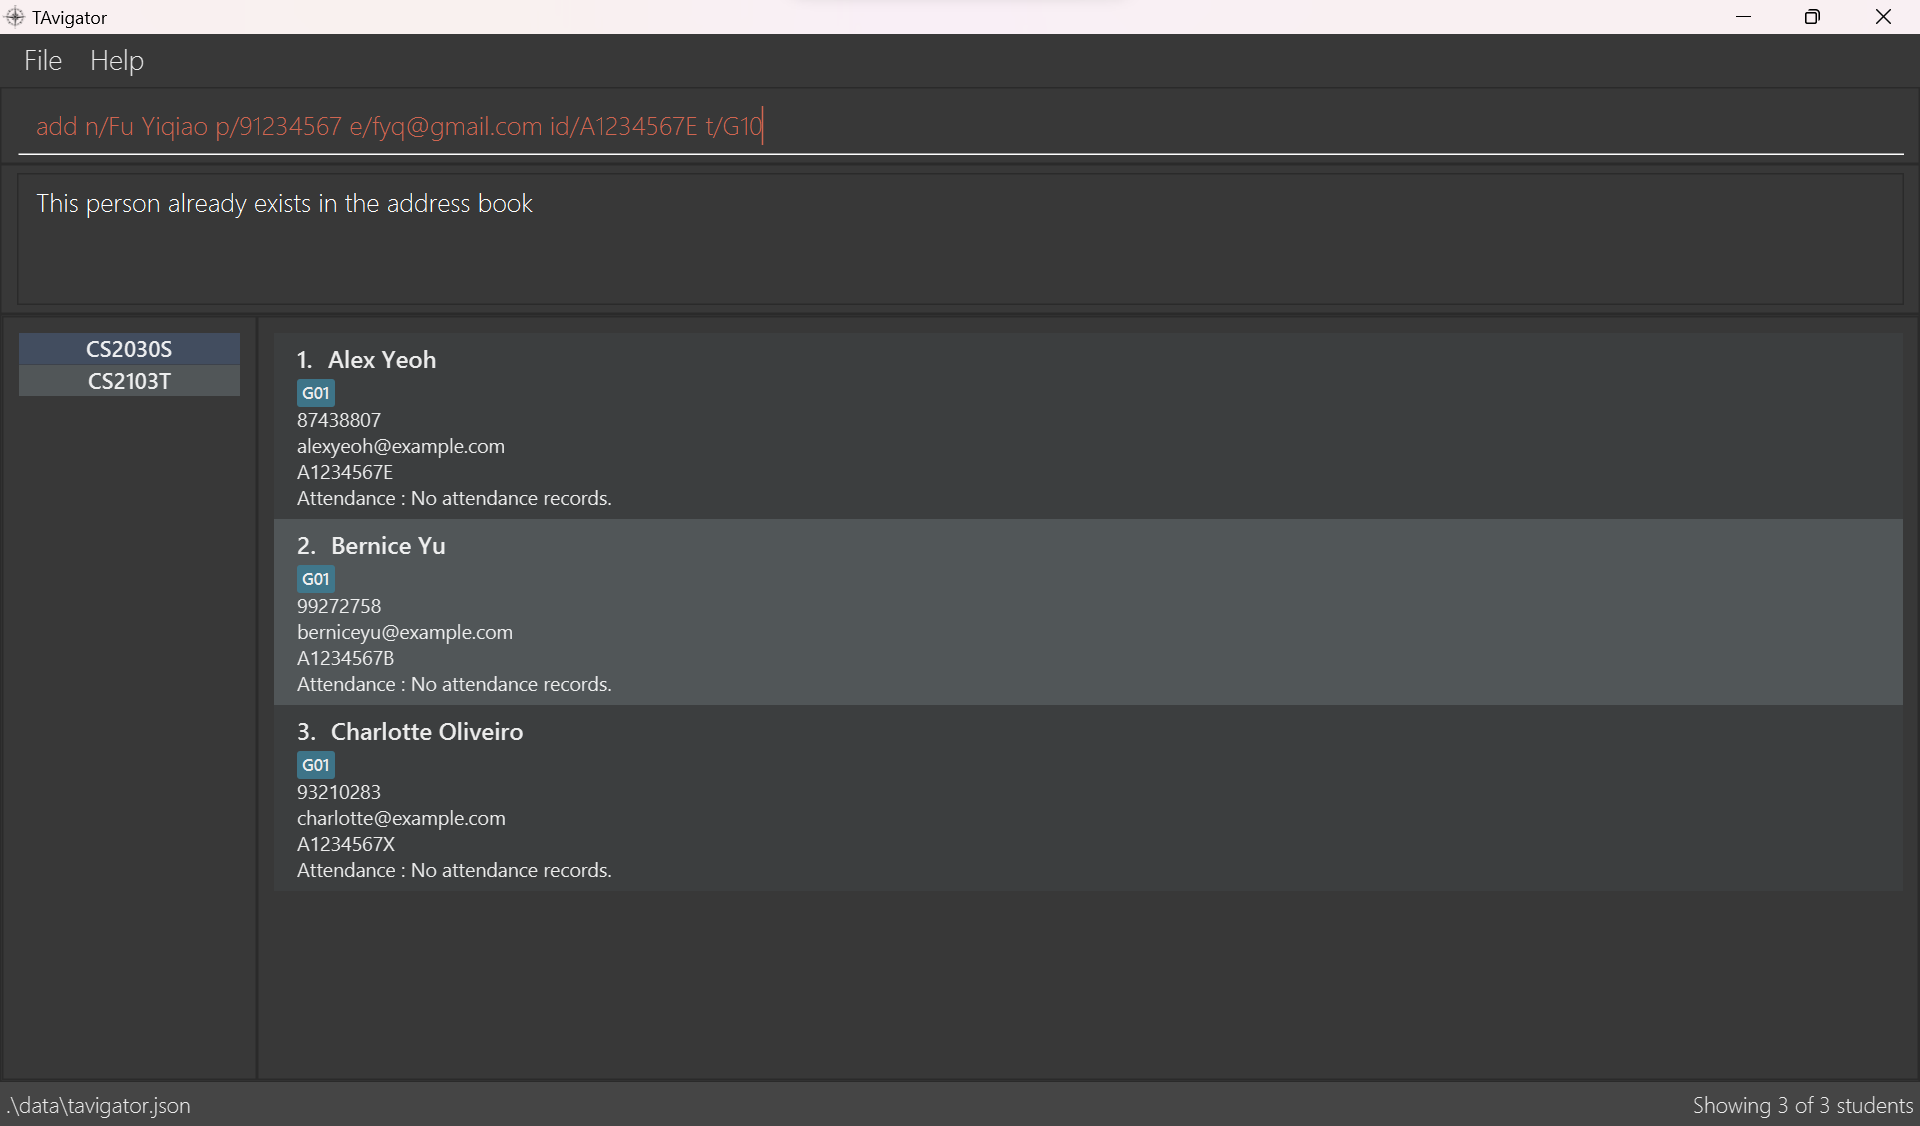 TAvigator
File Help
add n/Fu Yiqiao p/91234567 e/fyq@gmail.com id/A1234567E t/G10
This person already exists in the address book
CS2030S
CS2103T
1. Alex Yeoh
G01
87438807
alexyeoh@example.com
A1234567E
Attendance : No attendance records.
2. Bernice Yu
G01
99272758
berniceyu@example.com
A1234567B
Attendance : No attendance records.
3. Charlotte Oliveiro
G01
93210283
charlotte@example.com
A1234567X
Attendance : No attendance records.
.\data\tavigator.json
Showing 3 of 3 students